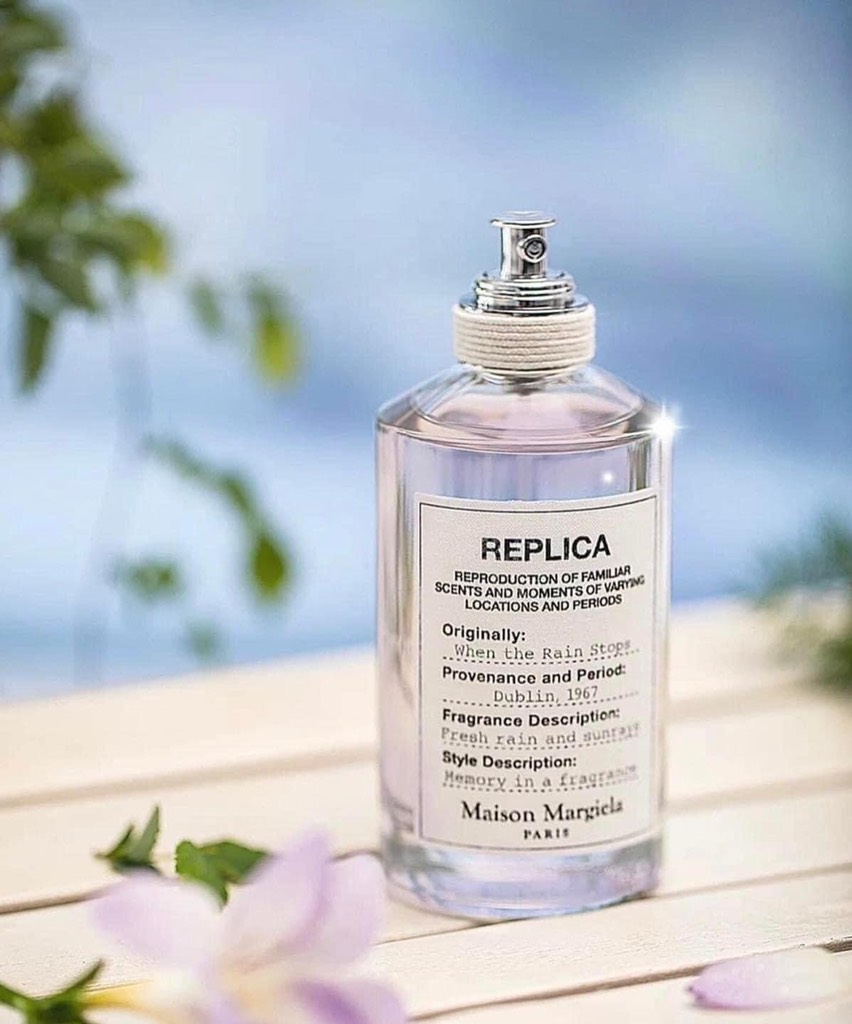 REPLICA
REPRODUCTION OF FAMILIAR
SCENTS AND MOMENTS OF VARYING
LOCATIONS AND PERIODS
Originally:
When the Rain Stops
Provenance and Period:
Dublin, 1967
Fragrance Description:
Fresh rain and sunrays
Style Description:
Memory in a fragrance
Maison Margiela
PARIS